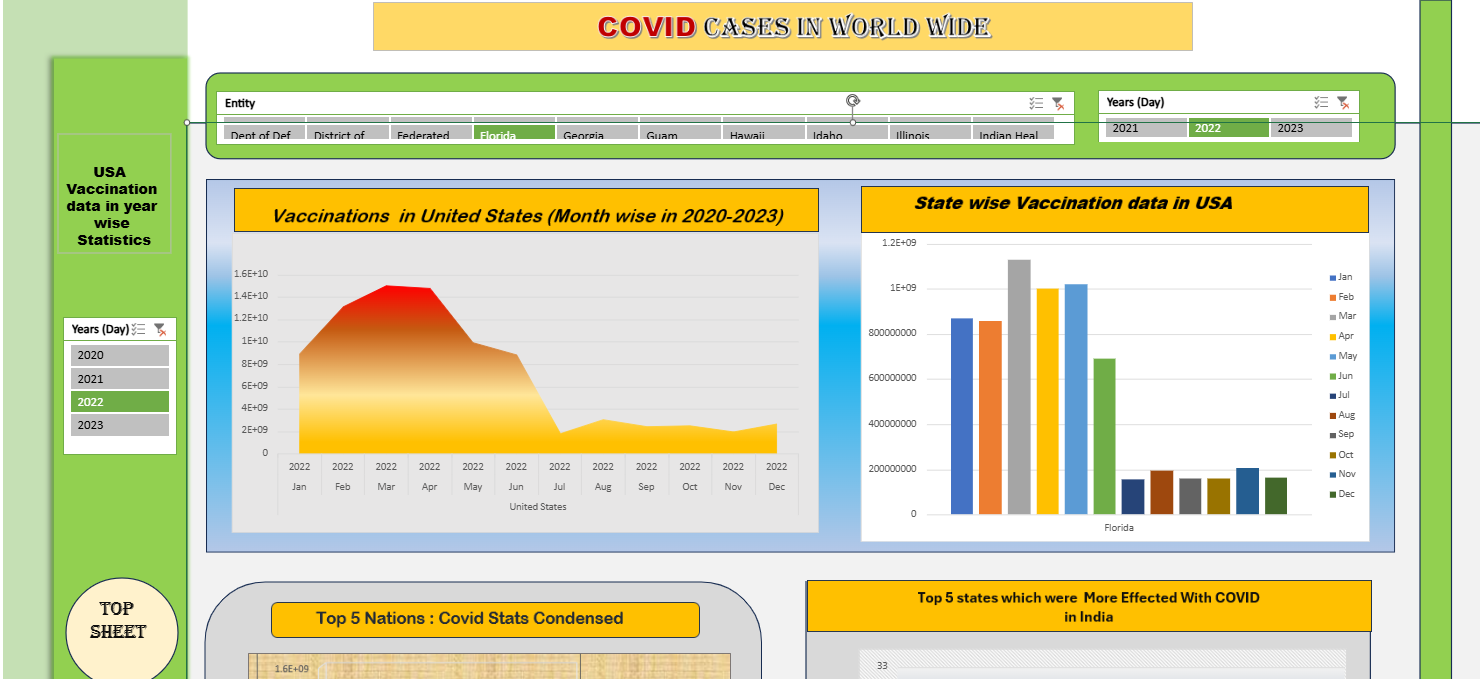 COVID CASES IN WORLD WIDE
Entity
Dept of Def
District of
Federated
Florida
Georgia
Guam
Hawaii
Idaho
Illinois
Indian Heal
Years (Day)
2021
2022
2023
USA
Vaccination
data in year
wise
Statistics
Years (Day)
2020
2021
2022
2023
TOP
SHEET
Vaccinations in United States (Month wise in 2020-2023)
1.6E+10
1.4E+10
1.2E+10
1E+10
8E+09
6E+09
4E+09
2E+09
0
2022 2022 2022 2022 2022 2022 2022 2022 2022 2022 2022 2022
Jan Feb Mar Apr May Jun Jul Aug Sep Oct Nov Dec
United States
State wise Vaccination data in USA
1.2E+09
1E+09
800000000
600000000
400000000
200000000
0
Florida
Jan
Feb
Mar
Apr
May
Jun
Jul
Aug
Sep
Oct
Nov
Dec
Top 5 Nations : Covid Stats Condensed
1.6E+09
Top 5 states which were More Effected With COVID
in India
33